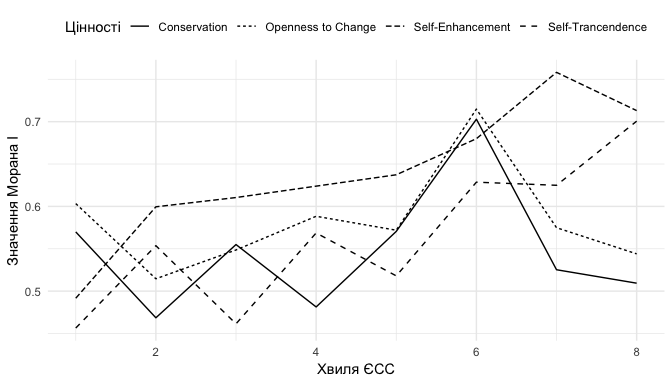 Цінності Conservation Openness to Change Self-Enhancement Self-Trancendence
Значення Морана І
0.7
0.6
0.5
2 4 6 8
Хвиля ЄСС